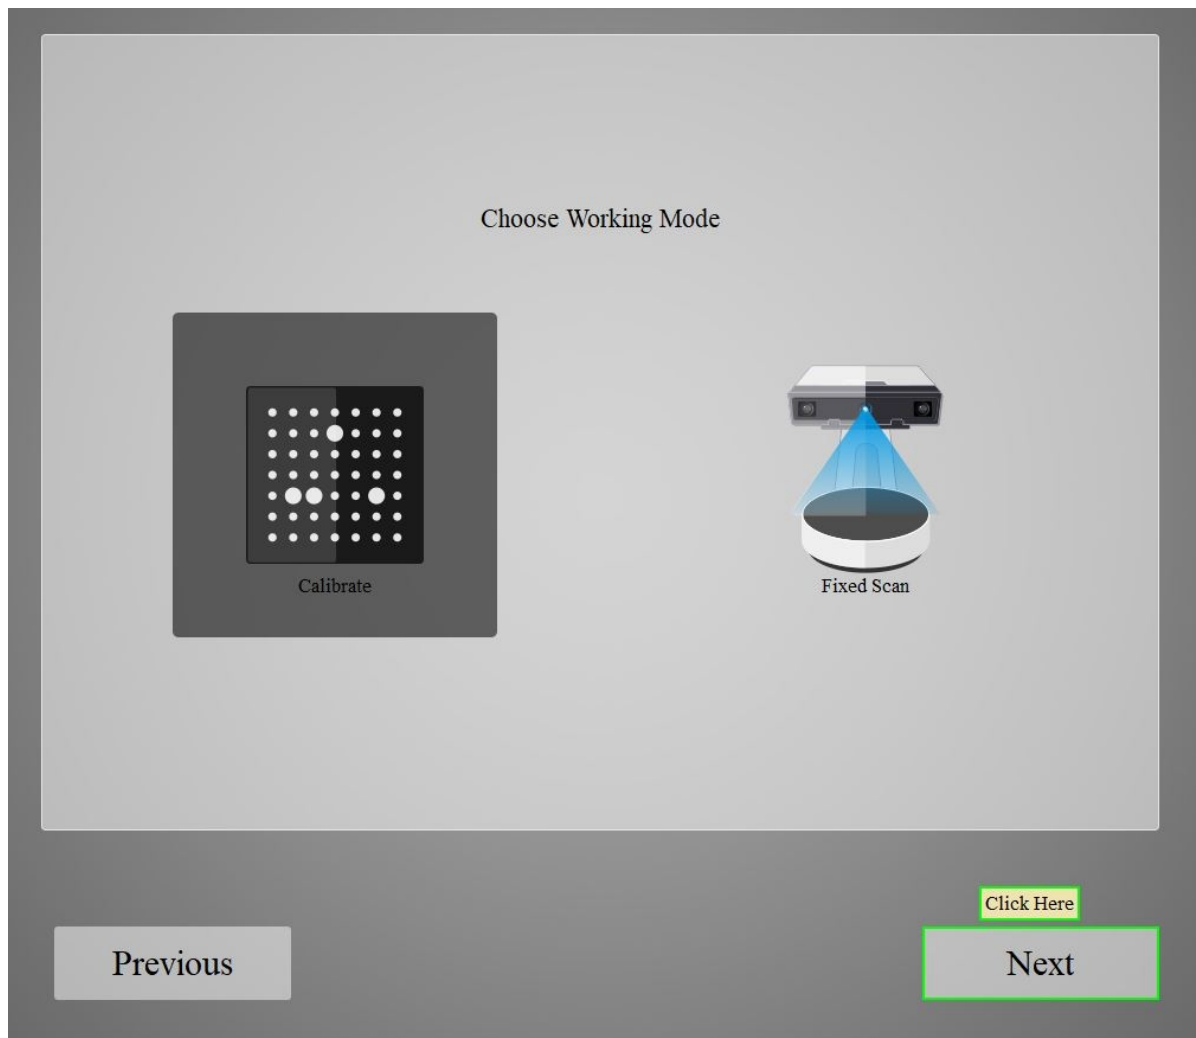 Choose Working Mode
Calibrate
Fixed Scan
Click Here
Previous
Next